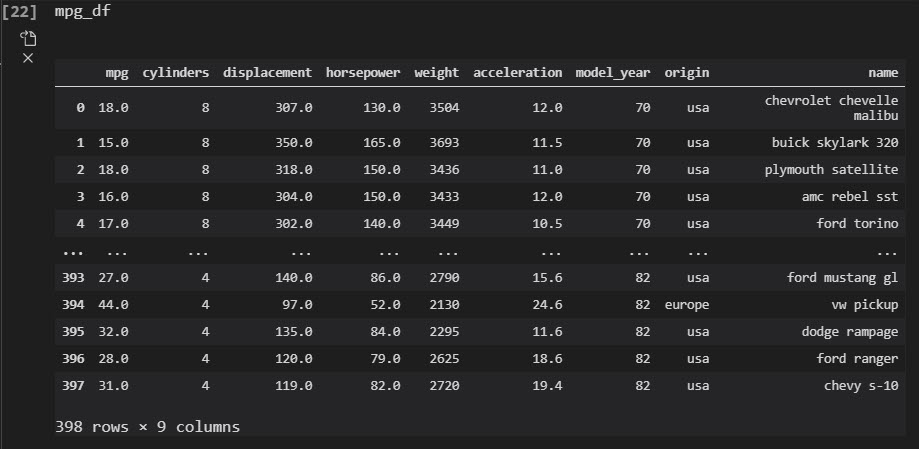 [22] mpg_df
mpg cylinders displacement horsepower weight acceleration model_year origin name
0 18.0 8 307.0 130.0 3504 12.0 70 usa chevrolet chevelle
malibu
1 15.0 8 350.0 165.0 3693 11.5 70 usa buick skylark 320
2 18.0 8 318.0 150.0 3436 11.0 70 usa plymouth satellite
3 16.0 8 304.0 150.0 3433 12.0 70 usa amc rebel sst
4 17.0 8 302.0 140.0 3449 10.5 70 usa ford torino
... ... ... ... ... ... ... ... ... ...
393 27.0 4 140.0 86.0 2790 15.6 82 usa ford mustang gl
394 44.0 4 97.0 52.0 2130 24.6 82 europe vw pickup
395 32.0 4 135.0 84.0 2295 11.6 82 usa dodge rampage
396 28.0 4 120.0 79.0 2625 18.6 82 usa ford ranger
397 31.0 4 119.0 82.0 2720 19.4 82 usa chevy s-10
398 rows × 9 columns